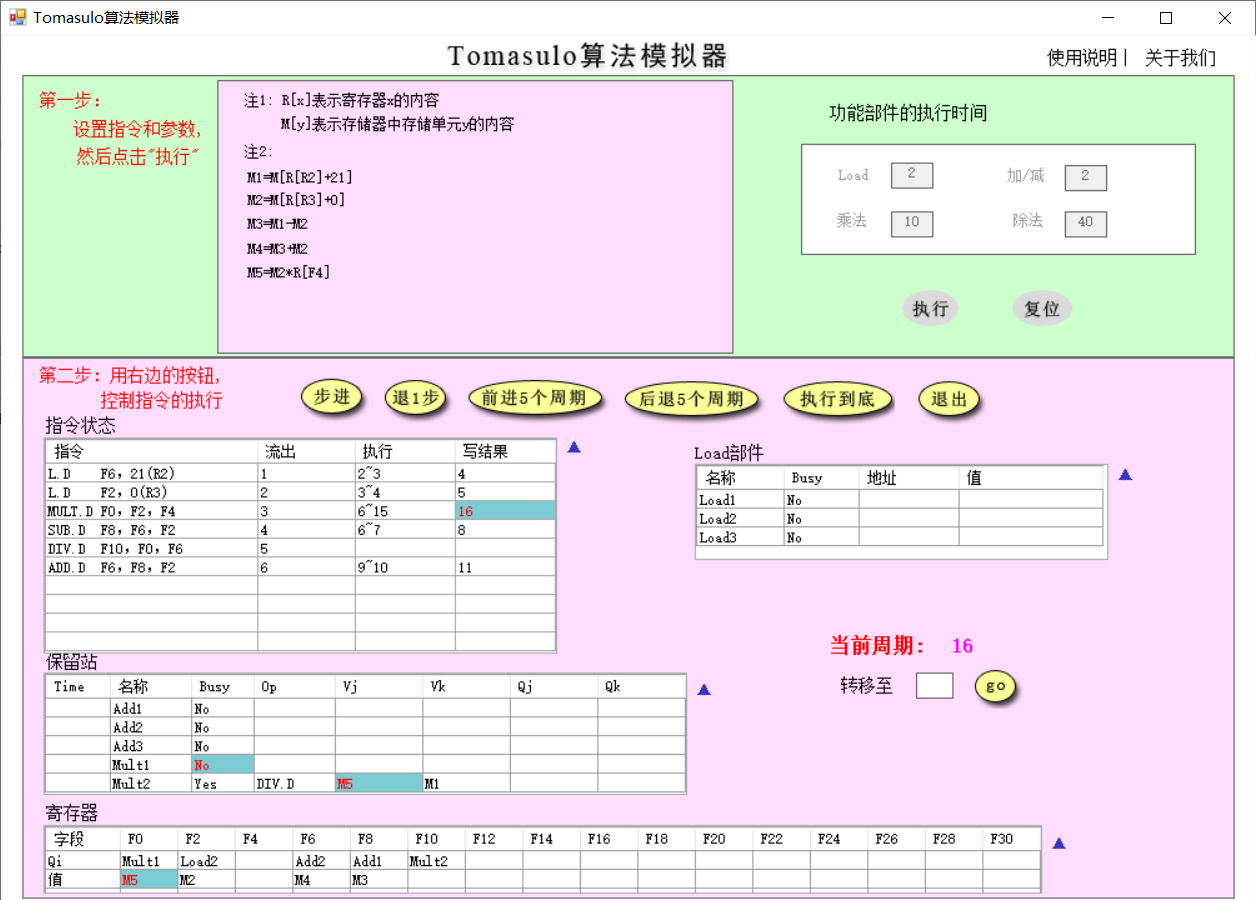 Tomasulo算法模拟器
Tomasulo算法模拟器
使用说明| 关于我们
第一步:
设置指令和参数,
然后点击"执行"
注1: R[x]表示寄存器x的内容
M[y]表示存储器中存储单元y的内容
注2:
M1=M[R[R2]+21]
M2=M[R[R3]+0]
M3=M1-M2
M4=M3+M2
M5=M2*R[F4]
功能部件的执行时间
Load 2 加/减 2
乘法 10 除法 40
执行 复位
第二步: 用右边的按钮,
控制指令的执行
步进 退1步 前进5个周期 后退5个周期 执行到底 退出
指令状态
指令 流出 执行 写结果
L.D F6, 21(R2) 1 2~3 4
L.D F2, 0(R3) 2 3~4 5
MULT.D F0, F2, F4 3 6~15 16
SUB.D F8, F6, F2 4 6~7 8
DIV.D F10, F0, F6 5
ADD.D F6, F8, F2 6 9~10 11
Load部件
名称 Busy 地址 值
Load1 No
Load2 No
Load3 No
当前周期: 16
转移至 go
保留站
Time 名称 Busy Op Vj Vk Qj Qk
Add1 No
Add2 No
Add3 No
Mult1 No
Mult2 Yes DIV.D M5 M1
寄存器
字段 F0 F2 F4 F6 F8 F10 F12 F14 F16 F18 F20 F22 F24 F26 F28 F30
Qi Mult1 Load2 Add2 Add1 Mult2
值 M5 M2 M4 M3